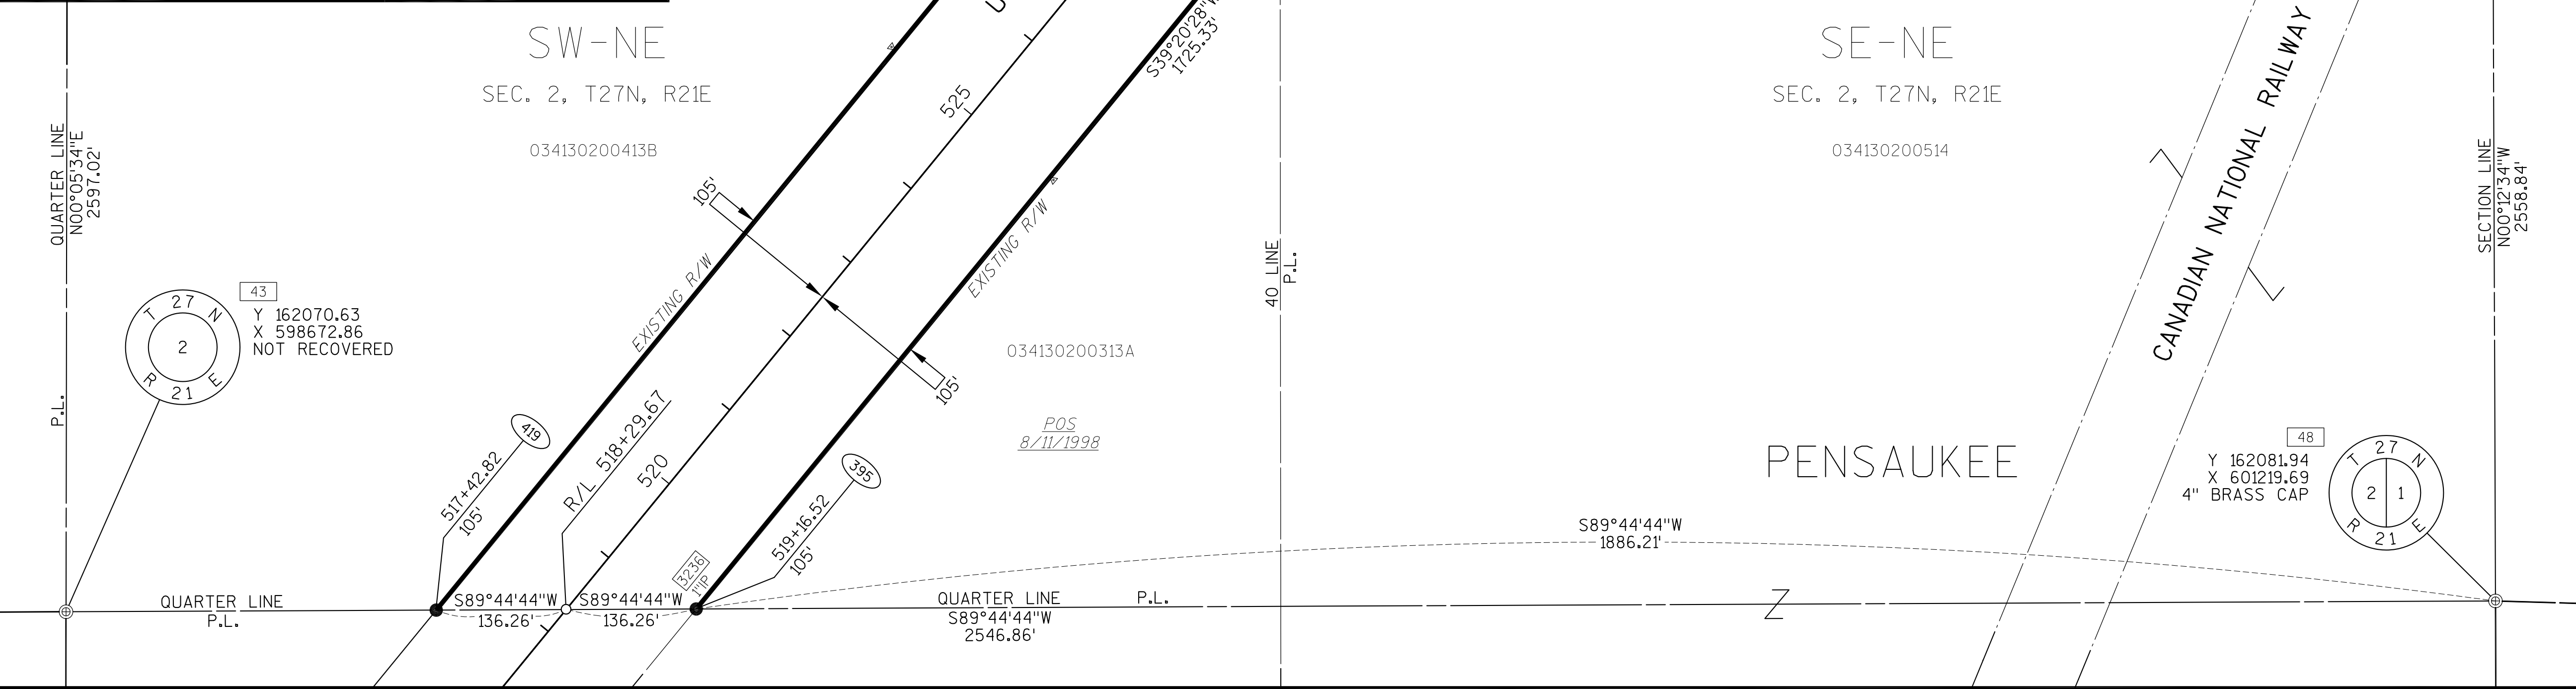 SW-NE
SEC. 2, T27N, R21E
034130200413B
U
525
S39°20'28"W
1725.33'
SE-NE
SEC. 2, T27N, R21E
034130200514
CANADIAN NATIONAL RAILWAY
QUARTER LINE
N00°05'34"E
2597.02'
P.L.
SECTION LINE
N00°12'34"W
2558.84'
105'
EXISTING R/W
EXISTING R/W
105'
40 LINE
P.L.
43
Y 162070.63
X 598672.86
NOT RECOVERED
T 27 N
2
R 21 E
034130200313A
POS
8/11/1998
419
517+42.82
105'
R/L 518+29.67
520
395
519+16.52
105'
3236
1"IP
PENSAUKEE
48
Y 162081.94
X 601219.69
4" BRASS CAP
T 27 N
2 1
R 21 E
S89°44'44"W
1886.21'
QUARTER LINE
P.L.
S89°44'44"W
136.26'
S89°44'44"W
136.26'
QUARTER LINE P.L.
S89°44'44"W
2546.86'